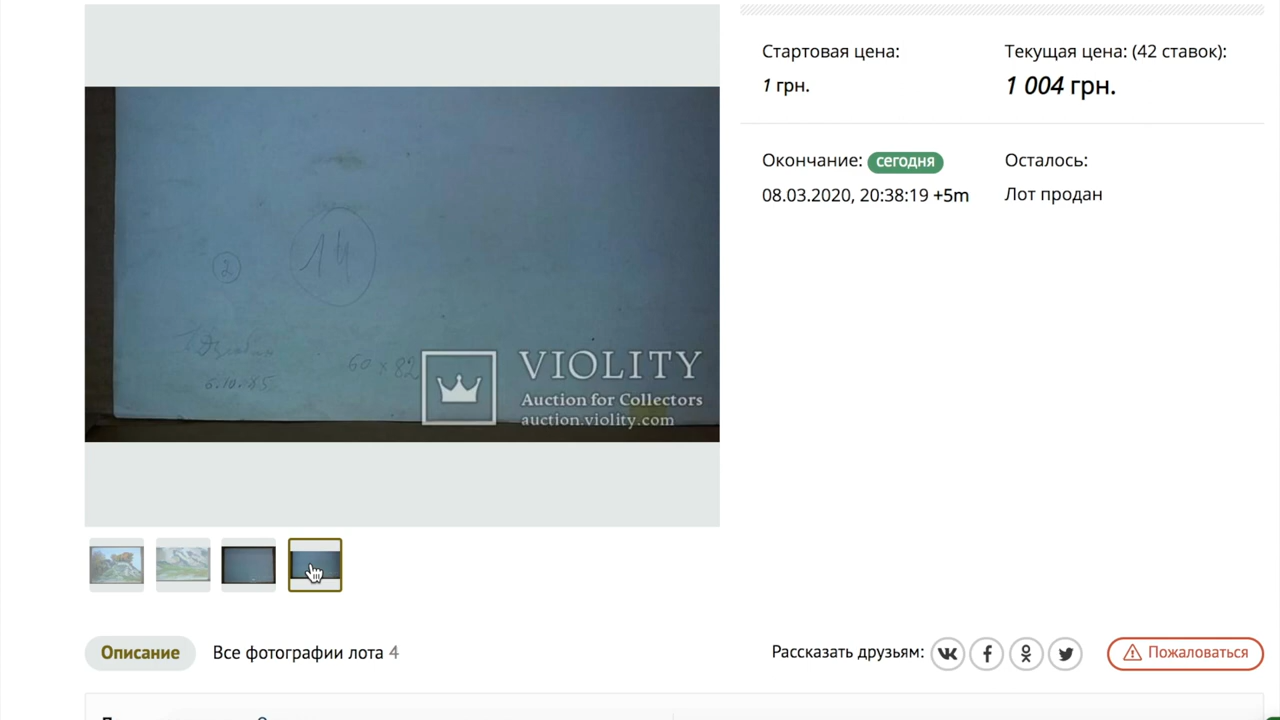 Стартовая цена:
Текущая цена: (42 ставок):
1 грн.
1 004 грн.
Окончание: сегодня
Осталось:
08.03.2020, 20:38:19 +5m
Лот продан
14
2
60 x 82
6.10.85
VIOLITY
Auction for Collectors
auction.violity.com
Описание
Все фотографии лота 4
Рассказать друзьям:
Пожаловаться